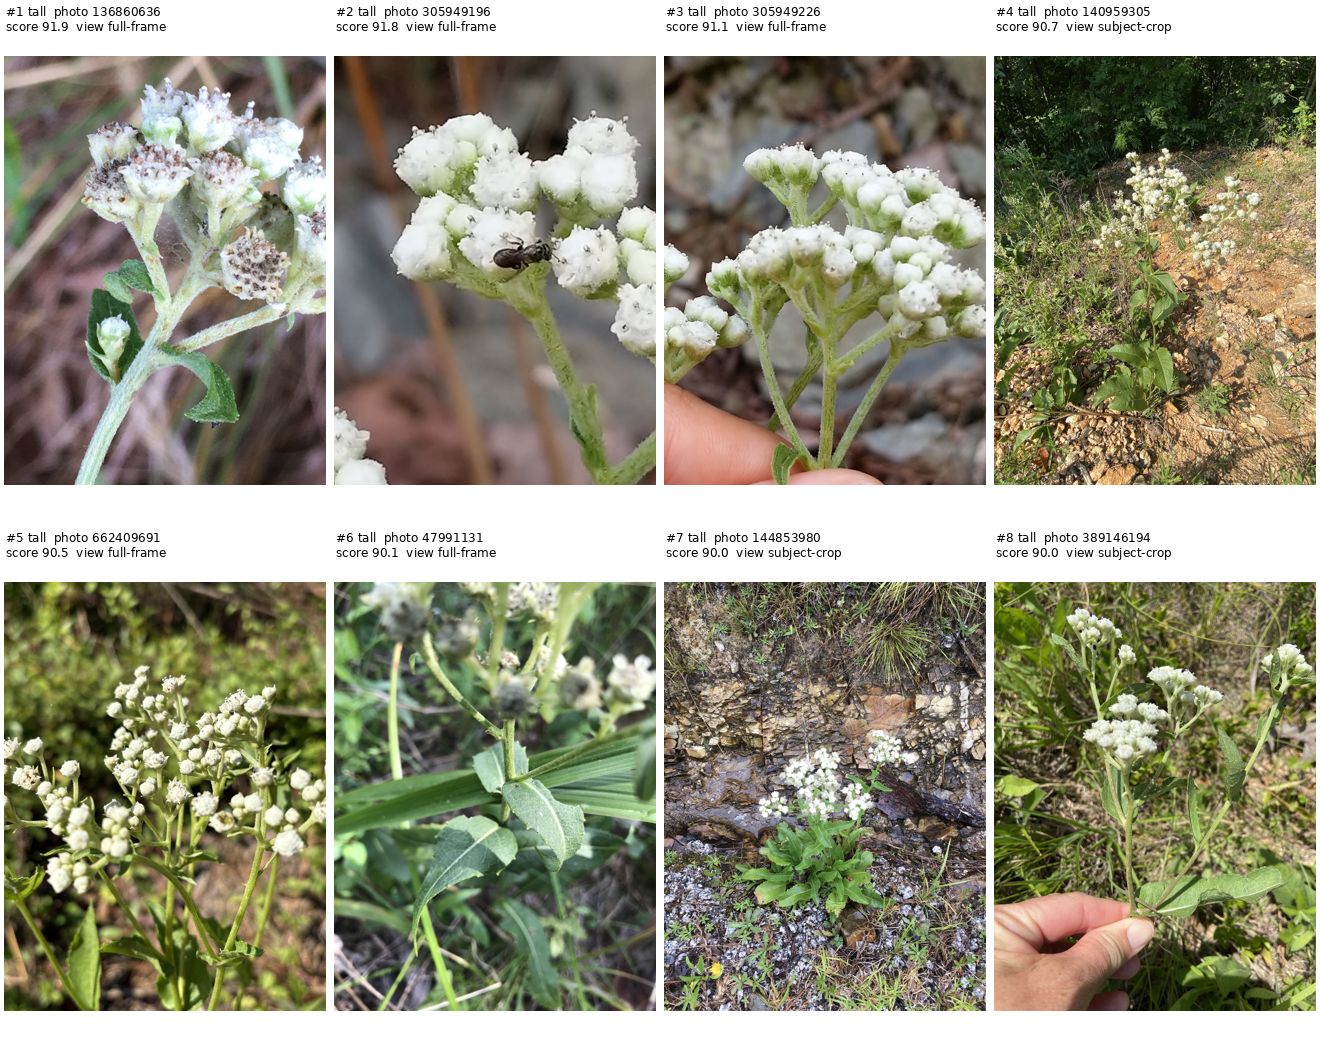 #1 tall photo 136860636
score 91.9 view full-frame
#2 tall photo 305949196
score 91.8 view full-frame
#3 tall photo 305949226
score 91.1 view full-frame
#4 tall photo 140959305
score 90.7 view subject-crop
#5 tall photo 662409691
score 90.5 view full-frame
#6 tall photo 47991131
score 90.1 view full-frame
#7 tall photo 144853980
score 90.0 view subject-crop
#8 tall photo 389146194
score 90.0 view subject-crop